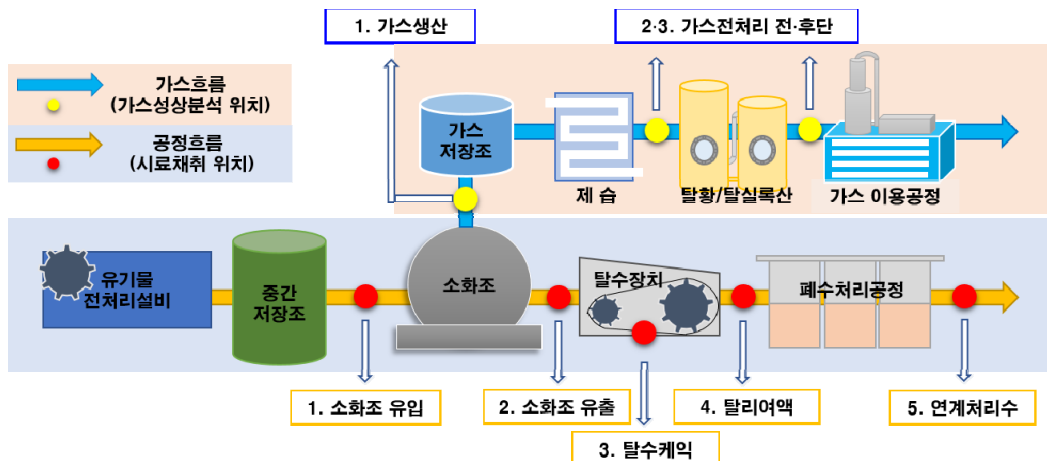 1. 가스생산
2·3. 가스전처리 전·후단
가스흐름
(가스성상분석 위치)
공정흐름
(시료채취 위치)
가스
저장조
제 습
탈황/탈실록산
가스 이용공정
유기물
전처리설비
중간
저장조
소화조
탈수장치
폐수처리공정
1. 소화조 유입
2. 소화조 유출
3. 탈수케익
4. 탈리여액
5. 연계처리수